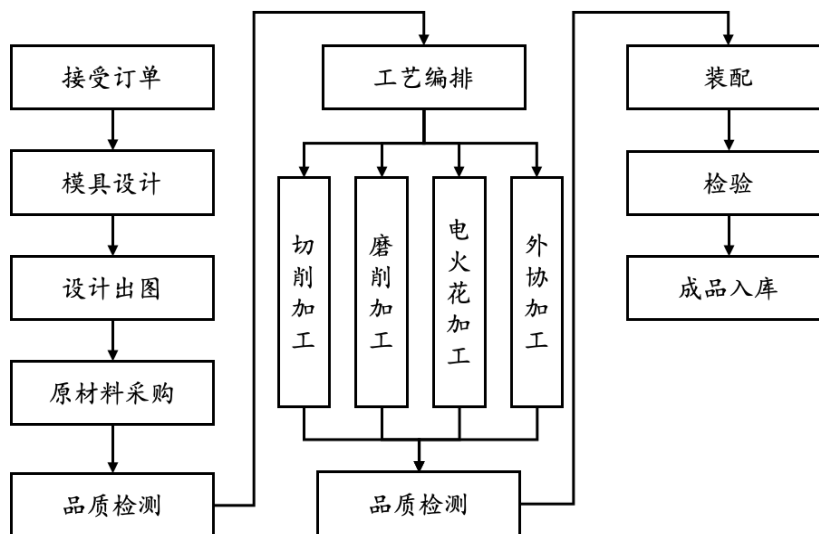 接受订单
模具设计
设计出图
原材料采购
品质检测
工艺编排
切削加工
磨削加工
电火花加工
外协加工
品质检测
装配
检验
成品入库